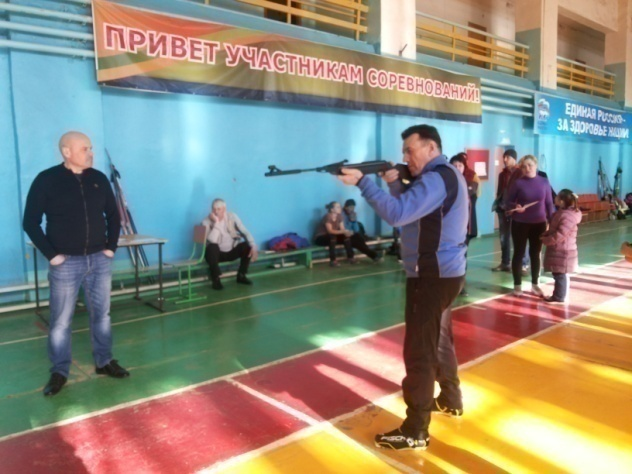 ПРИВЕТ УЧАСТНИКАМ СОРЕВНОВАНИЙ!
ЕДИНАЯ РОССИЯ-
ЗА ЗДОРОВЬЕ НАЦИИ